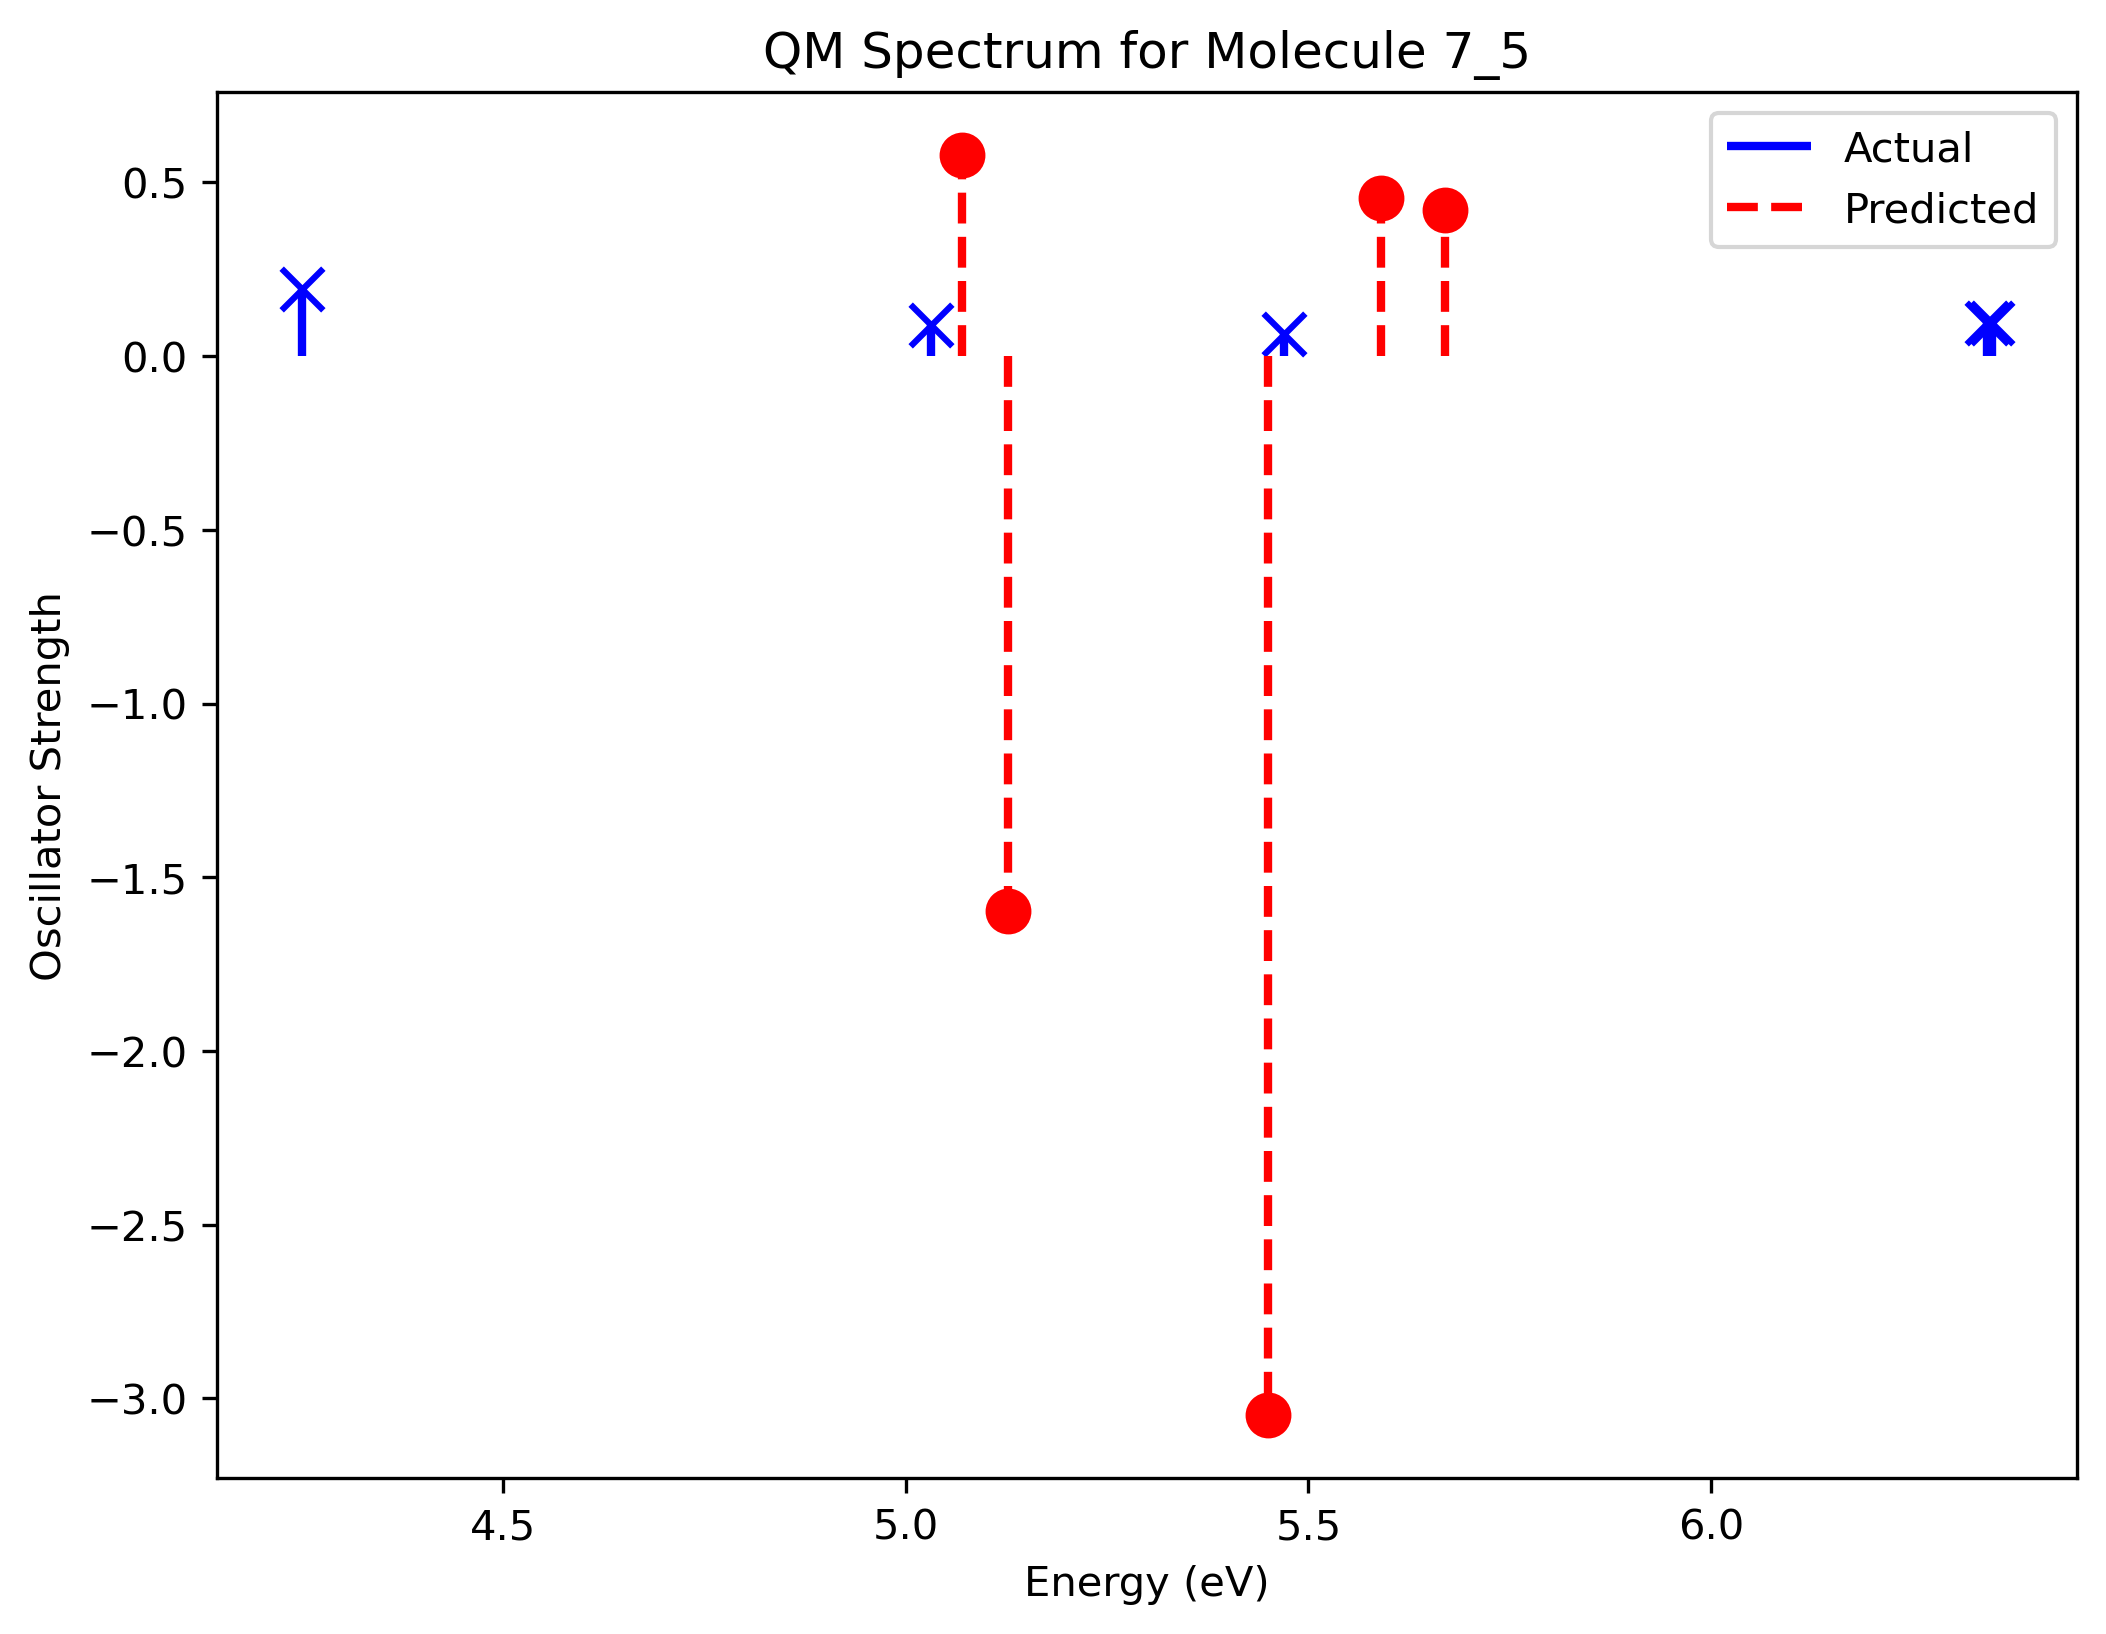 QM Spectrum for Molecule 7_5
Actual
Predicted
0.5
0.0
−0.5
−1.0
−1.5
−2.0
−2.5
−3.0
Oscillator Strength
4.5
5.0
5.5
6.0
Energy (eV)